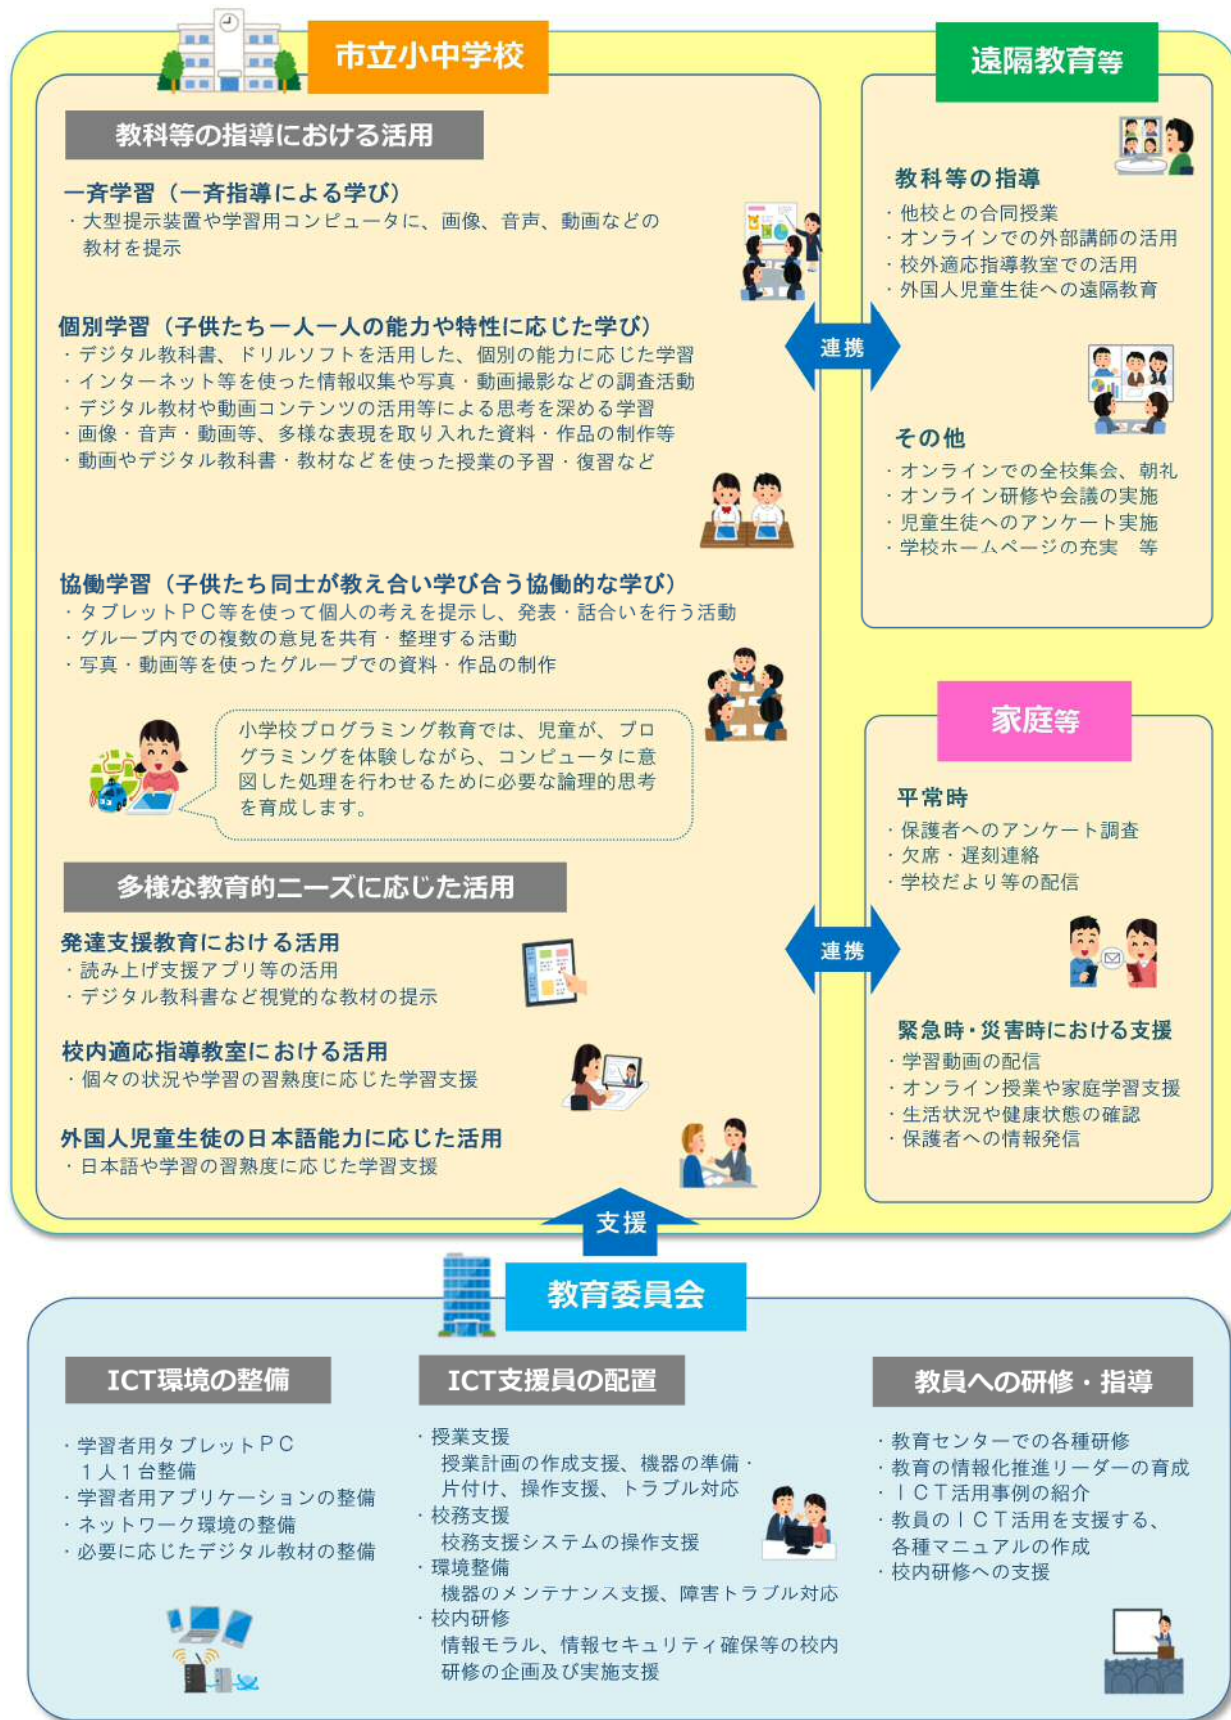 市立小中学校
教科等の指導における活用
一斉学習（一斉指導による学び）
・大型提示装置や学習用コンピュータに、画像、音声、動画などの
教材を提示
個別学習（子供たち一人一人の能力や特性に応じた学び）
・デジタル教科書、ドリルソフトを活用した、個別の能力に応じた学習
・インターネット等を使った情報収集や写真・動画撮影などの調査活動
・デジタル教材や動画コンテンツの活用等による思考を深める学習
・画像・音声・動画等、多様な表現を取り入れた資料・作品の制作等
・動画やデジタル教科書・教材などを使った授業の予習・復習など
協働学習（子供たち同士が教え合い学び合う協働的な学び）
・タブレットＰＣ等を使って個人の考えを提示し、発表・話合いを行う活動
・グループ内での複数の意見を共有・整理する活動
・写真・動画等を使ったグループでの資料・作品の制作
小学校プログラミング教育では、児童が、プロ
グラミングを体験しながら、コンピュータに意
図した処理を行わせるために必要な論理的思考
を育成します。
多様な教育的ニーズに応じた活用
発達支援教育における活用
・読み上げ支援アプリ等の活用
・デジタル教科書など視覚的な教材の提示
校内適応指導教室における活用
・個々の状況や学習の習熟度に応じた学習支援
外国人児童生徒の日本語能力に応じた活用
・日本語や学習の習熟度に応じた学習支援
連携
連携
遠隔教育等
教科等の指導
・他校との合同授業
・オンラインでの外部講師の活用
・校外適応指導教室での活用
・外国人児童生徒への遠隔教育
その他
・オンラインでの全校集会、朝礼
・オンライン研修や会議の実施
・児童生徒へのアンケート実施
・学校ホームページの充実　等
家庭等
平常時
・保護者へのアンケート調査
・欠席・遅刻連絡
・学校だより等の配信
緊急時・災害時における支援
・学習動画の配信
・オンライン授業や家庭学習支援
・生活状況や健康状態の確認
・保護者への情報発信
支援
教育委員会
ICT環境の整備
・学習者用タブレットＰＣ
１人１台整備
・学習者用アプリケーションの整備
・ネットワーク環境の整備
・必要に応じたデジタル教材の整備
ICT支援員の配置
・授業支援
授業計画の作成支援、機器の準備・
片付け、操作支援、トラブル対応
・校務支援
校務支援システムの操作支援
・環境整備
機器のメンテナンス支援、障害トラブル対応
・校内研修
情報モラル、情報セキュリティ確保等の校内
研修の企画及び実施支援
教員への研修・指導
・教育センターでの各種研修
・教育の情報化推進リーダーの育成
・ＩＣＴ活用事例の紹介
・教員のＩＣＴ活用を支援する、
各種マニュアルの作成
・校内研修への支援